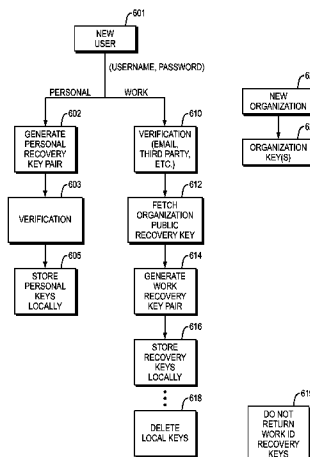 601
NEW
USER
(USERNAME, PASSWORD)
PERSONAL
WORK
602
GENERATE
PERSONAL
RECOVERY
KEY PAIR
603
VERIFICATION
605
STORE
PERSONAL
KEYS
LOCALLY
610
VERIFICATION
(EMAIL,
THIRD PARTY,
ETC.)
612
FETCH
ORGANIZATION
PUBLIC
RECOVERY KEY
614
GENERATE
WORK
RECOVERY
KEY PAIR
616
STORE
RECOVERY
KEYS
LOCALLY
618
DELETE
LOCAL KEYS
NEW
ORGANIZATION
ORGANIZATION
KEY(S)
619
DO NOT
RETURN
WORK ID
RECOVERY
KEYS